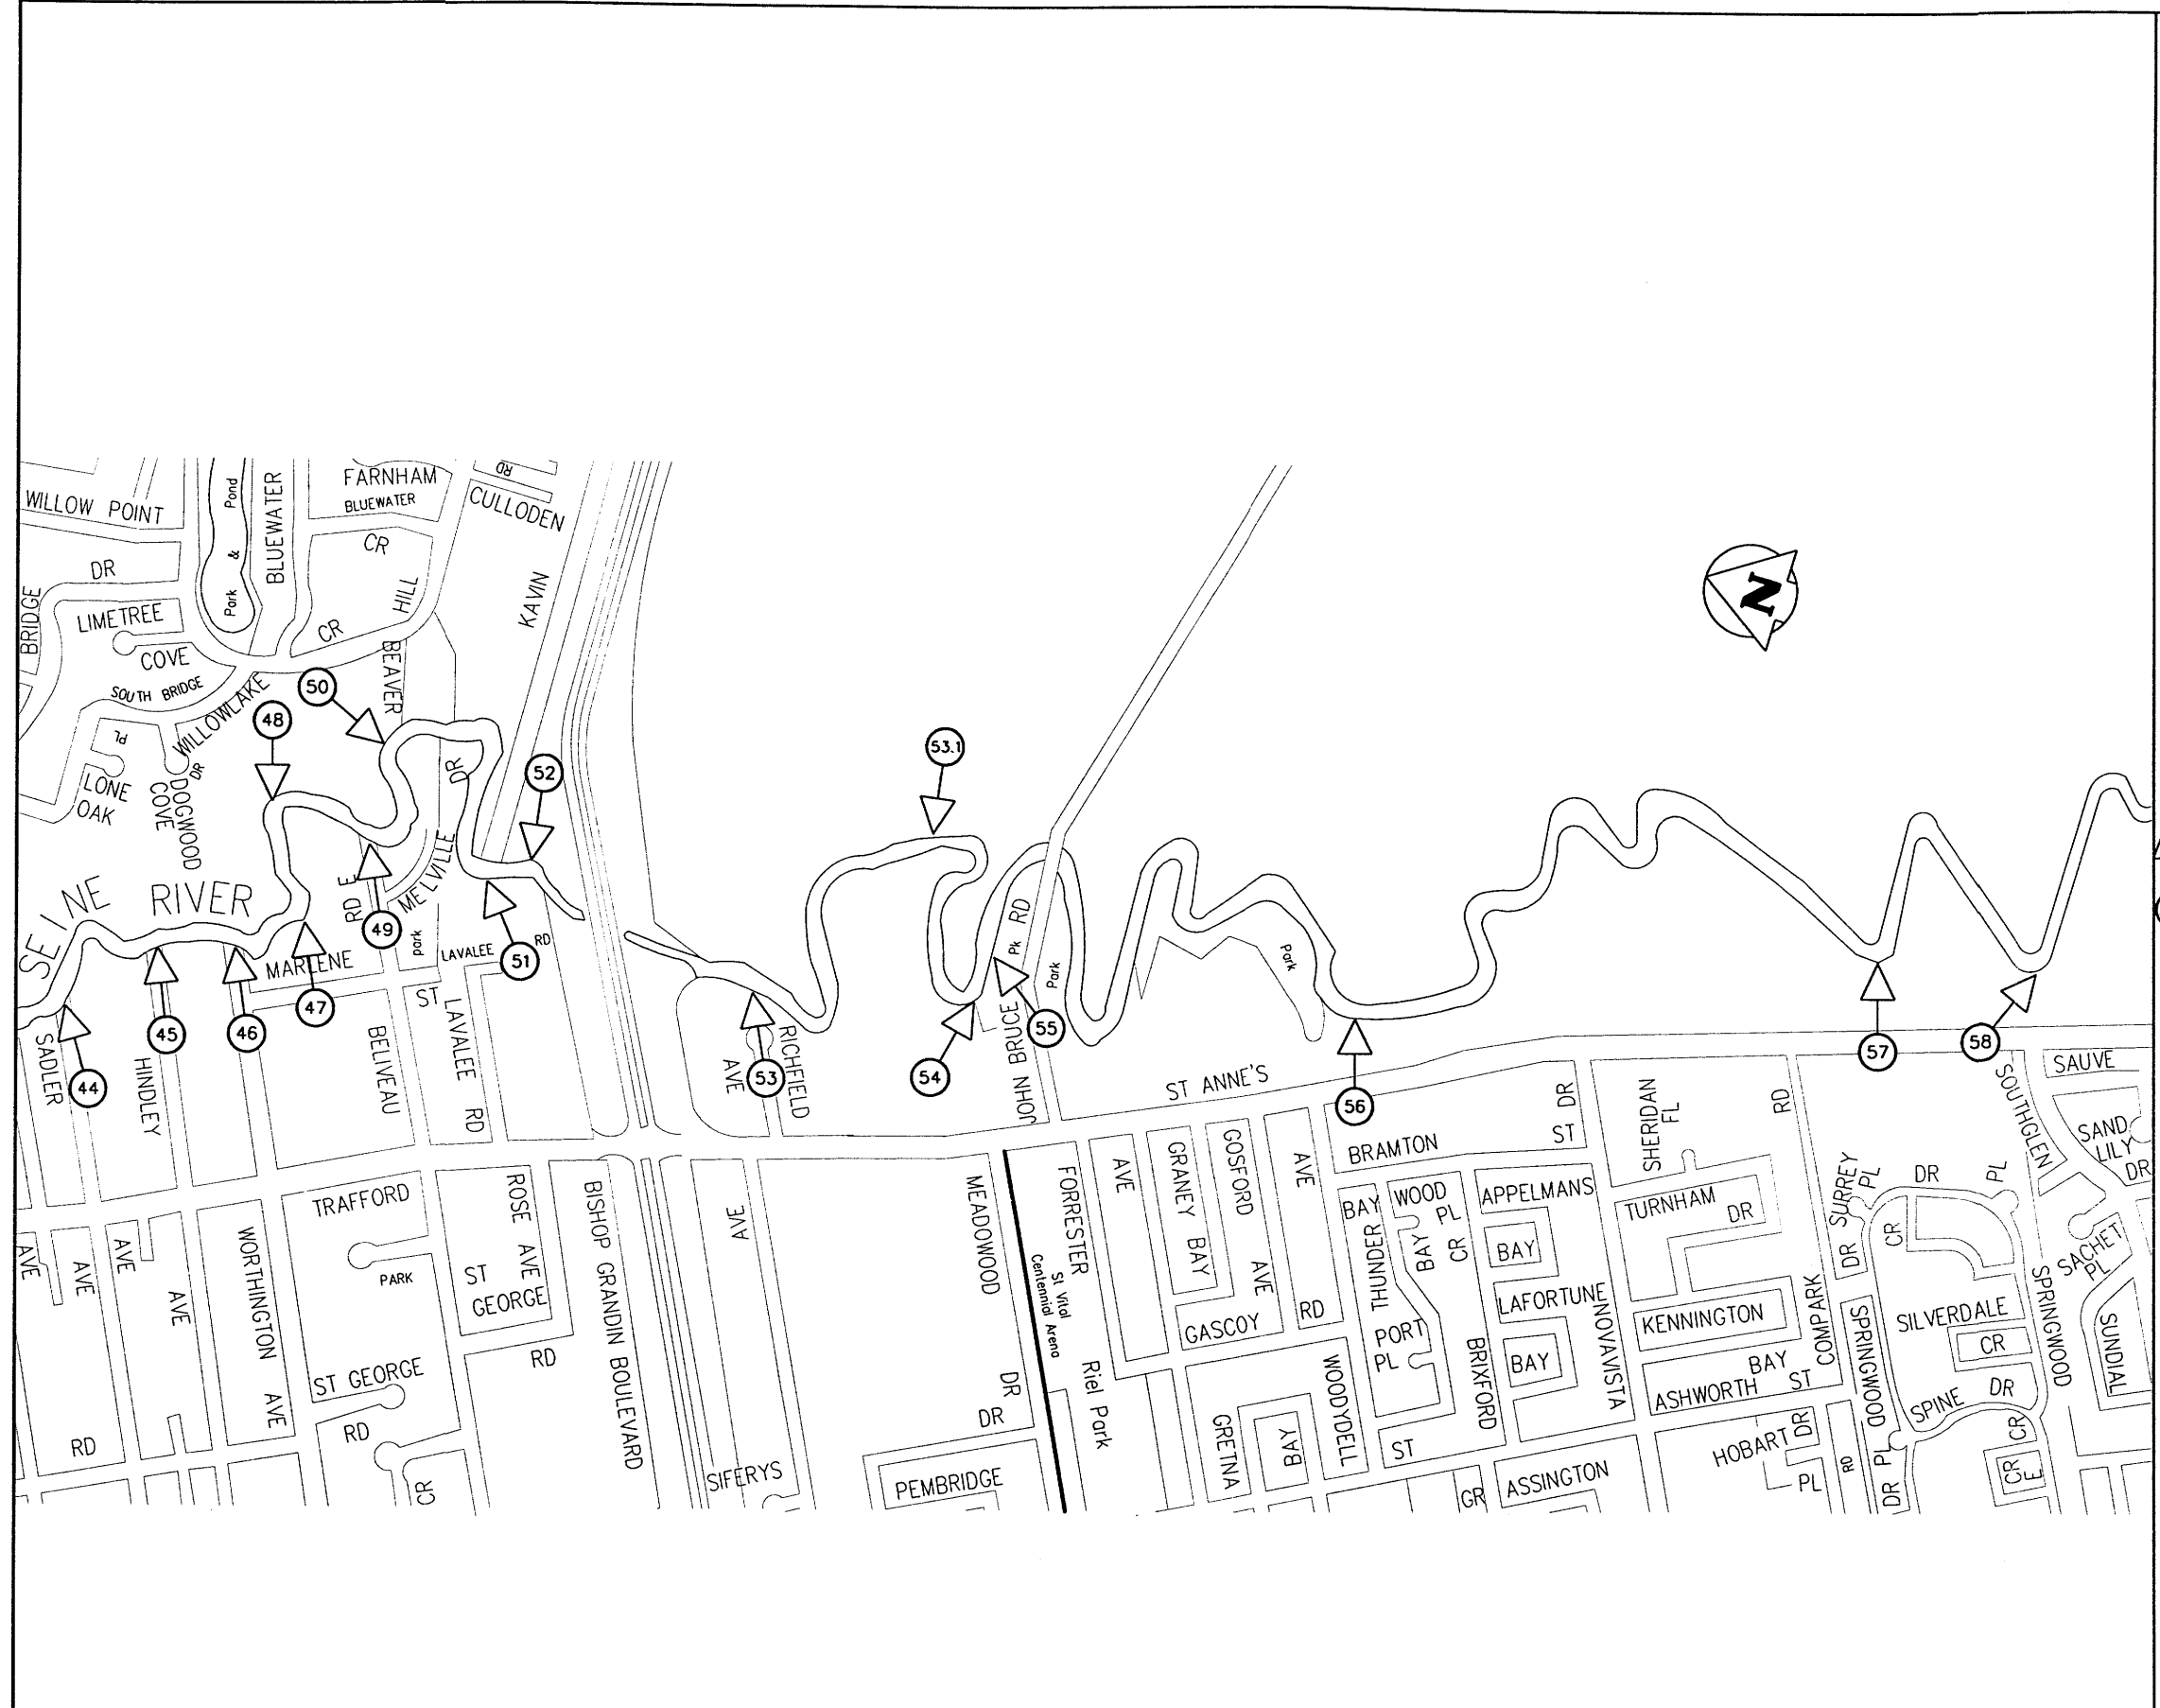 FARNHAM
BLUEWATER
RD
CULLODEN
WILLOW POINT
Park & Pond
BLUEWATER
CR
DR
HILL
KAVIN
BRIDGE
LIMETREE
COVE
CR
BEAVER
SOUTH BRIDGE
WILLOWLAKE
DR
PL
LONE
OAK
DOGWOOD
COVE
50
48
52
53.1
N
DR
SEINE RIVER
RD E
MELVILLE
49
Park
LAVALEE
RD
51
MARLENE
ST
47
44
45
46
SADLER
HINDLEY
BELIVEAU
LAVALEE RD
AVE
53
RICHFIELD
54
JOHN BRUCE
Pk RD
55
Park
Park
ST ANNE'S
56
57
58
SAUVE
SOUTHGLEN
SAND
LILY
DR
BRAMTON
ST
DR
SHERIDAN
FL
RD
SURREY
PL
DR
PL
TRAFFORD
PARK
ROSE AVE
ST
GEORGE
RD
BISHOP GRANDIN BOULEVARD
AVE
SIFERYS
MEADOWOOD
DR
DR
PEMBRIDGE
FORRESTER
St Vital
Centennial Arena
Riel Park
AVE
GRANEY BAY
GOSFORD
AVE
AVE
GASCOY
RD
BAY
THUNDER
WOOD
PL
BAY
CR
APPELMANS
BAY
LAFORTUNE
BAY
PORT
PL
BRIXFORD
NOVAVISTA
TURNHAM
DR
KENNINGTON
BAY
ASHWORTH ST
COMPARK
DR
CR
SILVERDALE
CR
SPRINGWOOD
SPRINGWOOD
SPINE DR
SACHET
PL
SUNDIAL
AVE
AVE
AVE
AVE
WORTHINGTON
AVE
ST GEORGE
RD
RD
CR
GRETNA
BAY
WOODYDELL
ST
GR
ASSINGTON
HOBART
DR
PL
RD
DR PL
CR
CR
E